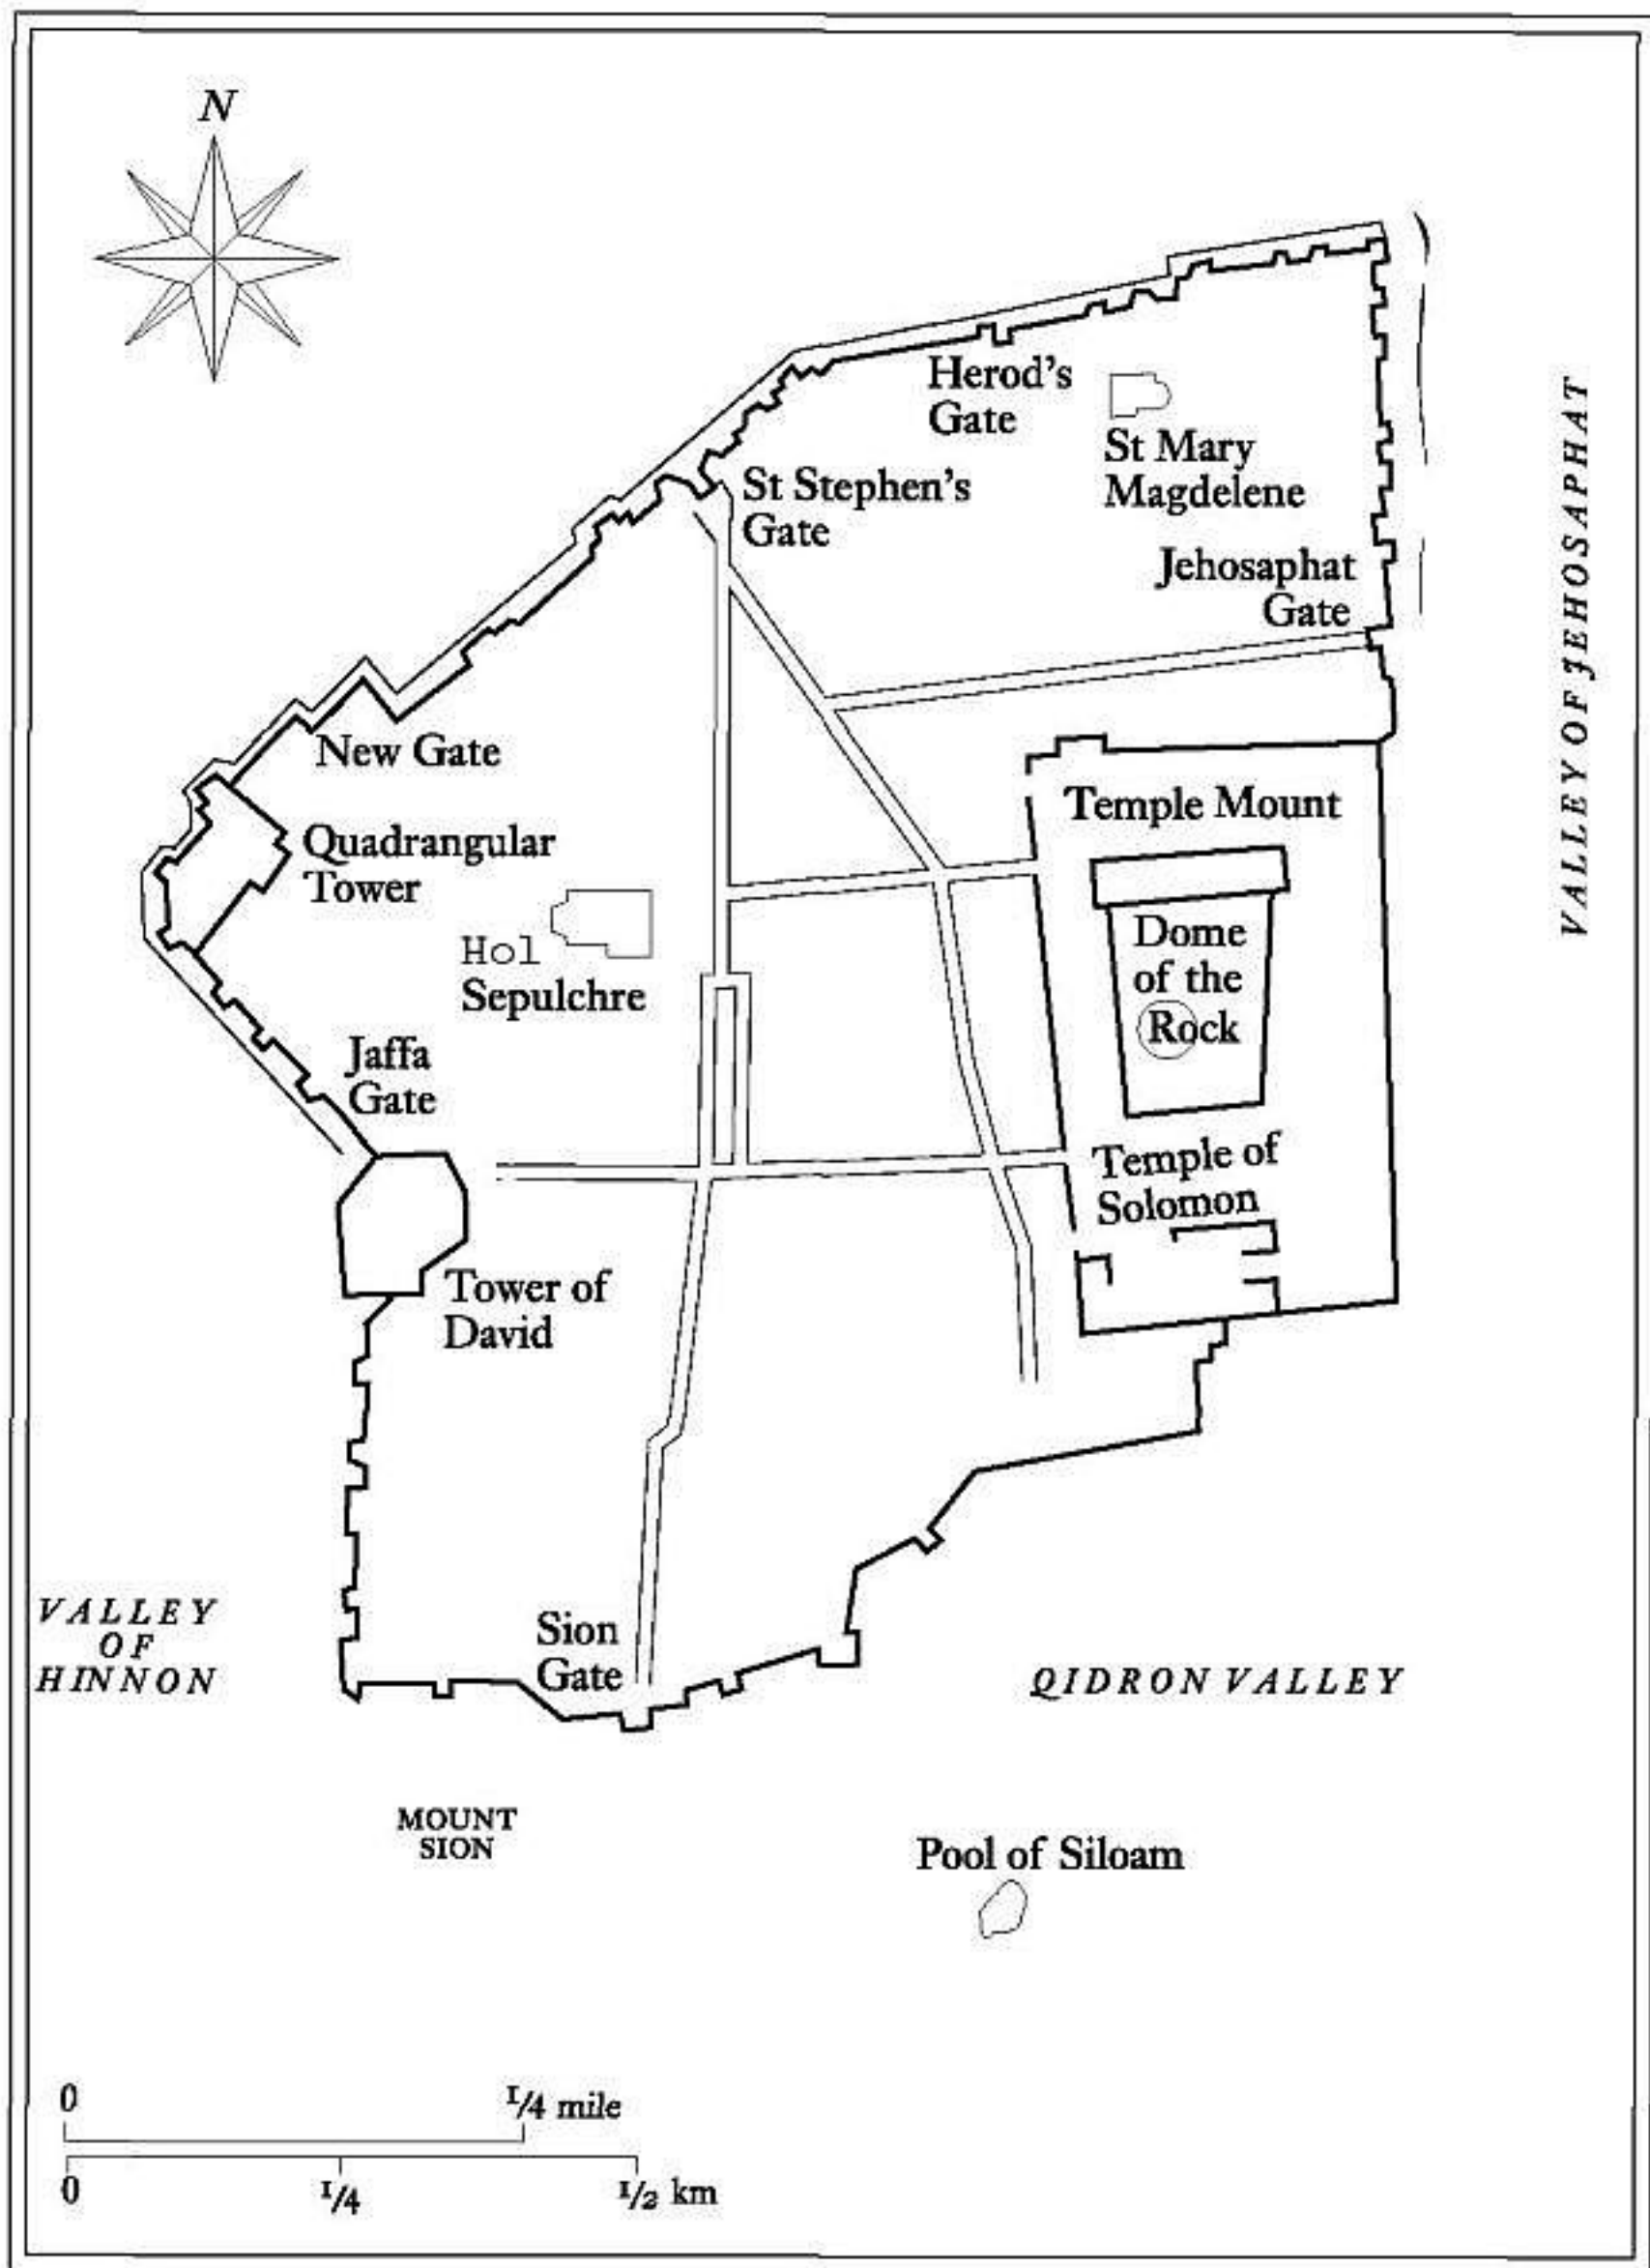 N
Herod's
Gate
St Mary
Magdelene
St Stephen's
Gate
Jehosaphat
Gate
VALLEY OF JEHOSAPHAT
New Gate
Temple Mount
Quadrangular
Tower
Hol
Sepulchre
Dome
of the
Rock
Jaffa
Gate
Temple of
Solomon
Tower of
David
VALLEY
OF
HINNON
Sion
Gate
QIDRON VALLEY
MOUNT
SION
Pool of Siloam
0 1/4 mile
0 1/4 1/2 km